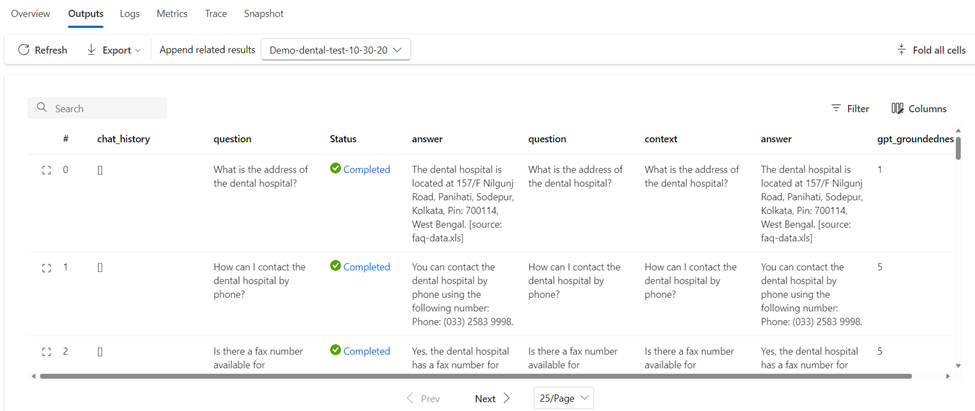 Overview Outputs Logs Metrics Trace Snapshot
Refresh Export Append related results Demo-dental-test-10-30-20 Fold all cells
Search Filter Columns
# chat_history question Status answer question context answer gpt_groundednes
0 [] What is the address of Completed The dental hospital is What is the address of What is the address of The dental hospital is 1
the dental hospital? located at 157/F Nilgunj the dental hospital? the dental hospital? located at 157/F Nilgunj
Road, Panihati, Sodepur, Road, Panihati, Sodepur,
Kolkata, Pin: 700114, Kolkata, Pin: 700114,
West Bengal. [source: West Bengal. [source:
faq-data.xls] faq-data.xls]
1 [] How can I contact the Completed You can contact the How can I contact the How can I contact the You can contact the 5
dental hospital by dental hospital by dental hospital by dental hospital by dental hospital by
phone? phone using the phone? phone? phone using the
following number: following number:
Phone: (033) 2583 9998. Phone: (033) 2583 9998.
2 [] Is there a fax number Completed Yes, the dental hospital Is there a fax number Is there a fax number Yes, the dental hospital 5
available for has a fax number for available for available for has a fax number for
Prev Next 25/Page